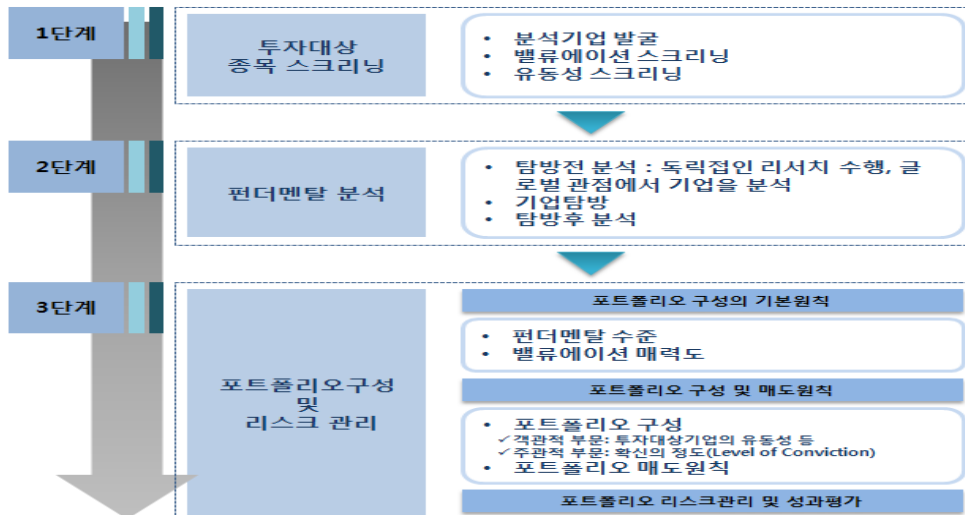 1단계
투자대상
종목 스크리닝
• 분석기업 발굴
• 밸류에이션 스크리닝
• 유동성 스크리닝
2단계
펀더멘탈 분석
• 탐방전 분석 : 독립접인 리서치 수행, 글
로벌 관점에서 기업을 분석
• 기업탐방
• 탐방후 분석
3단계
포트폴리오구성
및
리스크 관리
포트폴리오 구성의 기본원칙
• 펀더멘탈 수준
• 밸류에이션 매력도
포트폴리오 구성 및 매도원칙
• 포트폴리오 구성
✓객관적 부문: 투자대상기업의 유동성 등
✓주관적 부문: 확신의 정도(Level of Conviction)
• 포트폴리오 매도원칙
포트폴리오 리스크관리 및 성과평가